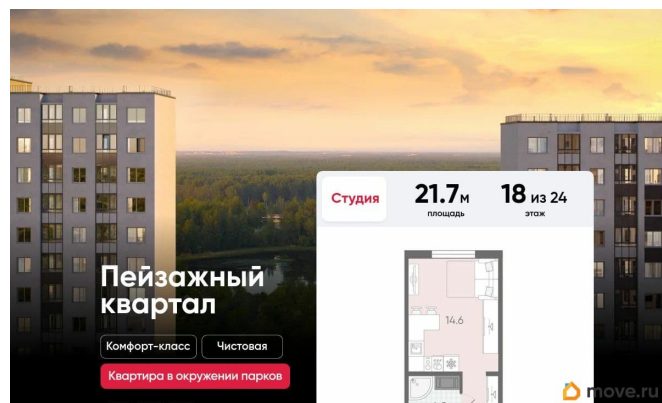 Студия
21.7 м
площадь
18 из 24
этаж
Пейзажный
квартал
14.6
Комфорт-класс
Чистовая
Квартира в окружении парков
move.ru